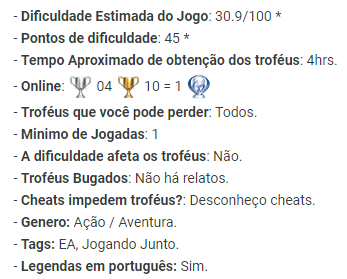 - Dificuldade Estimada do Jogo: 30.9/100 *
- Pontos de dificuldade: 45 *
- Tempo Aproximado de obtenção dos troféus: 4hrs.
- Online: 04 10 = 1
- Troféus que você pode perder: Todos.
- Minimo de Jogadas: 1
- A dificuldade afeta os troféus: Não.
- Troféus Bugados: Não há relatos.
- Cheats impedem troféus?: Desconheço cheats.
- Genero: Ação / Aventura.
- Tags: EA, Jogando Junto.
- Legendas em português: Sim.